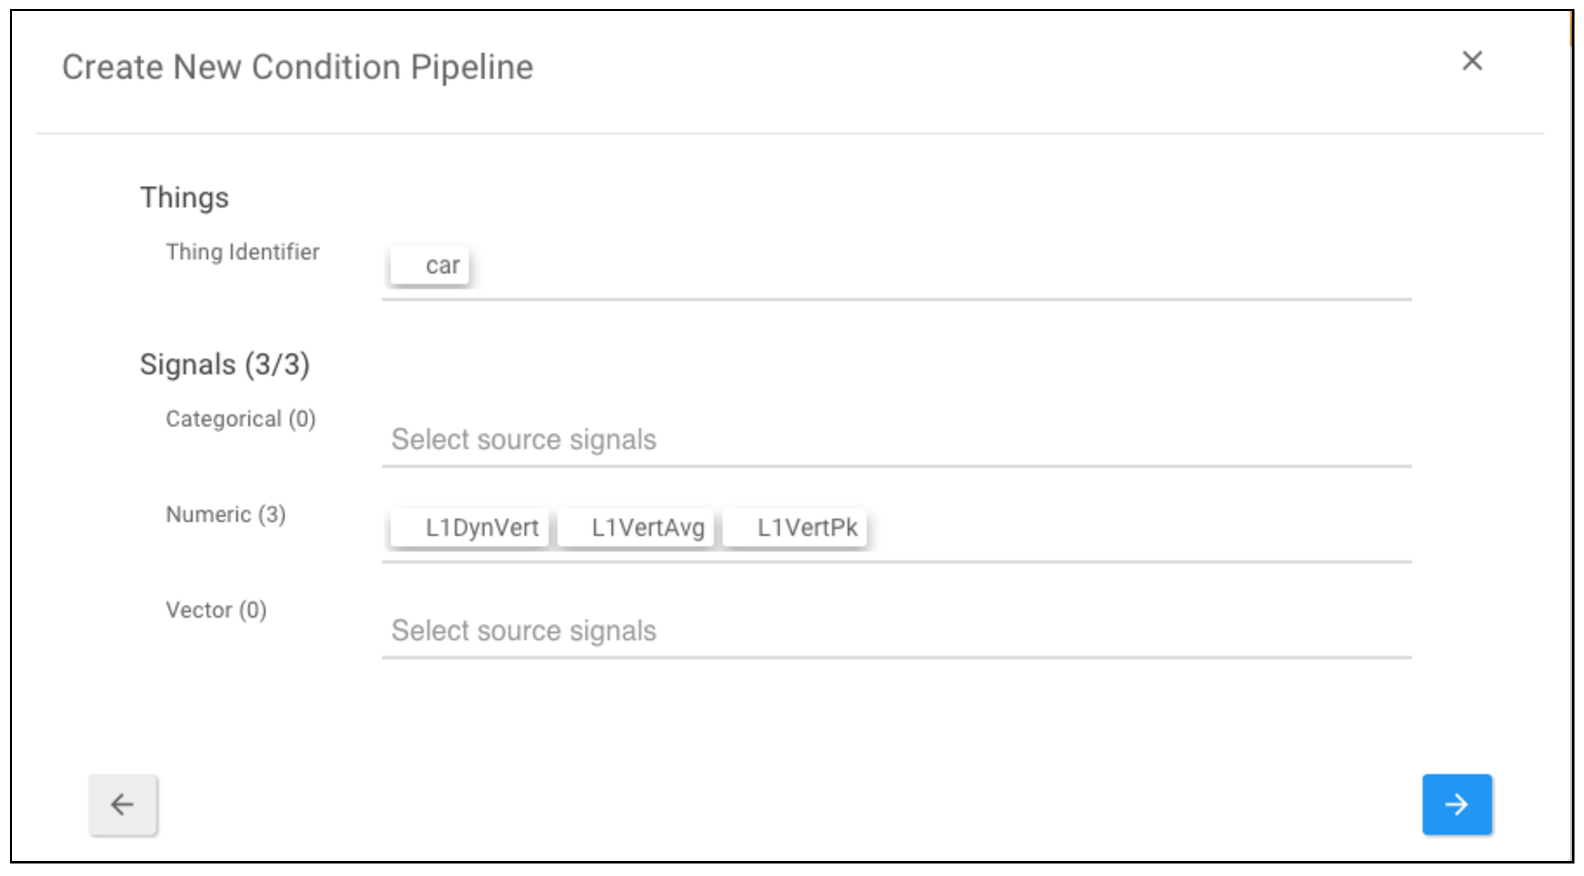 Create New Condition Pipeline
Things
Thing Identifier
car
Signals (3/3)
Categorical (0)
Select source signals
Numeric (3)
L1DynVert L1VertAvg L1VertPk
Vector (0)
Select source signals